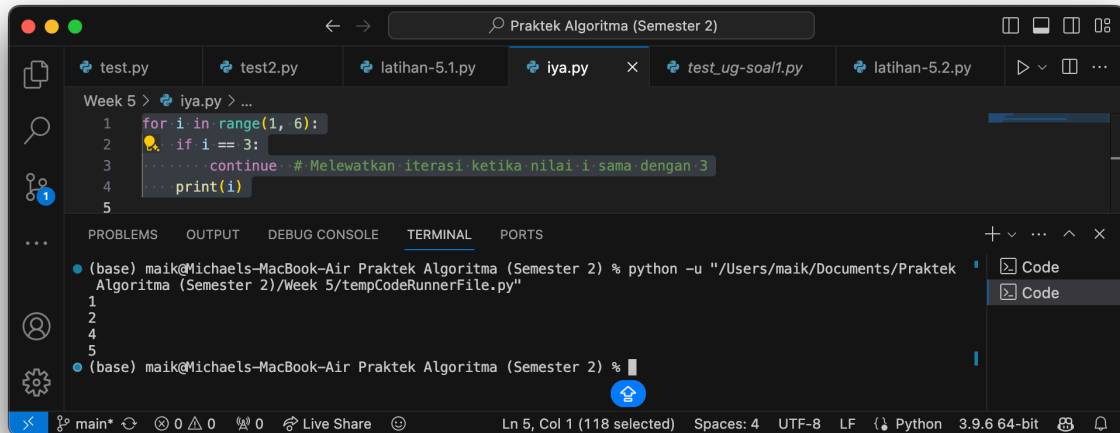 Praktek Algoritma (Semester 2)
test.py test2.py latihan-5.1.py iya.py test_ug-soal1.py latihan-5.2.py
Week 5 > iya.py > ...
1 for i in range(1, 6):
2 if i == 3:
3 continue # Melewatkan iterasi ketika nilai i sama dengan 3
4 print(i)
5
PROBLEMS OUTPUT DEBUG CONSOLE TERMINAL PORTS
(base) maik@Michaels-MacBook-Air Praktek Algoritma (Semester 2) % python -u "/Users/maik/Documents/Praktek
Algoritma (Semester 2)/Week 5/tempCodeRunnerFile.py"
1
2
4
5
(base) maik@Michaels-MacBook-Air Praktek Algoritma (Semester 2) %
Code
Code
1
main* 0 0 0 Live Share Ln 5, Col 1 (118 selected) Spaces: 4 UTF-8 LF Python 3.9.6 64-bit